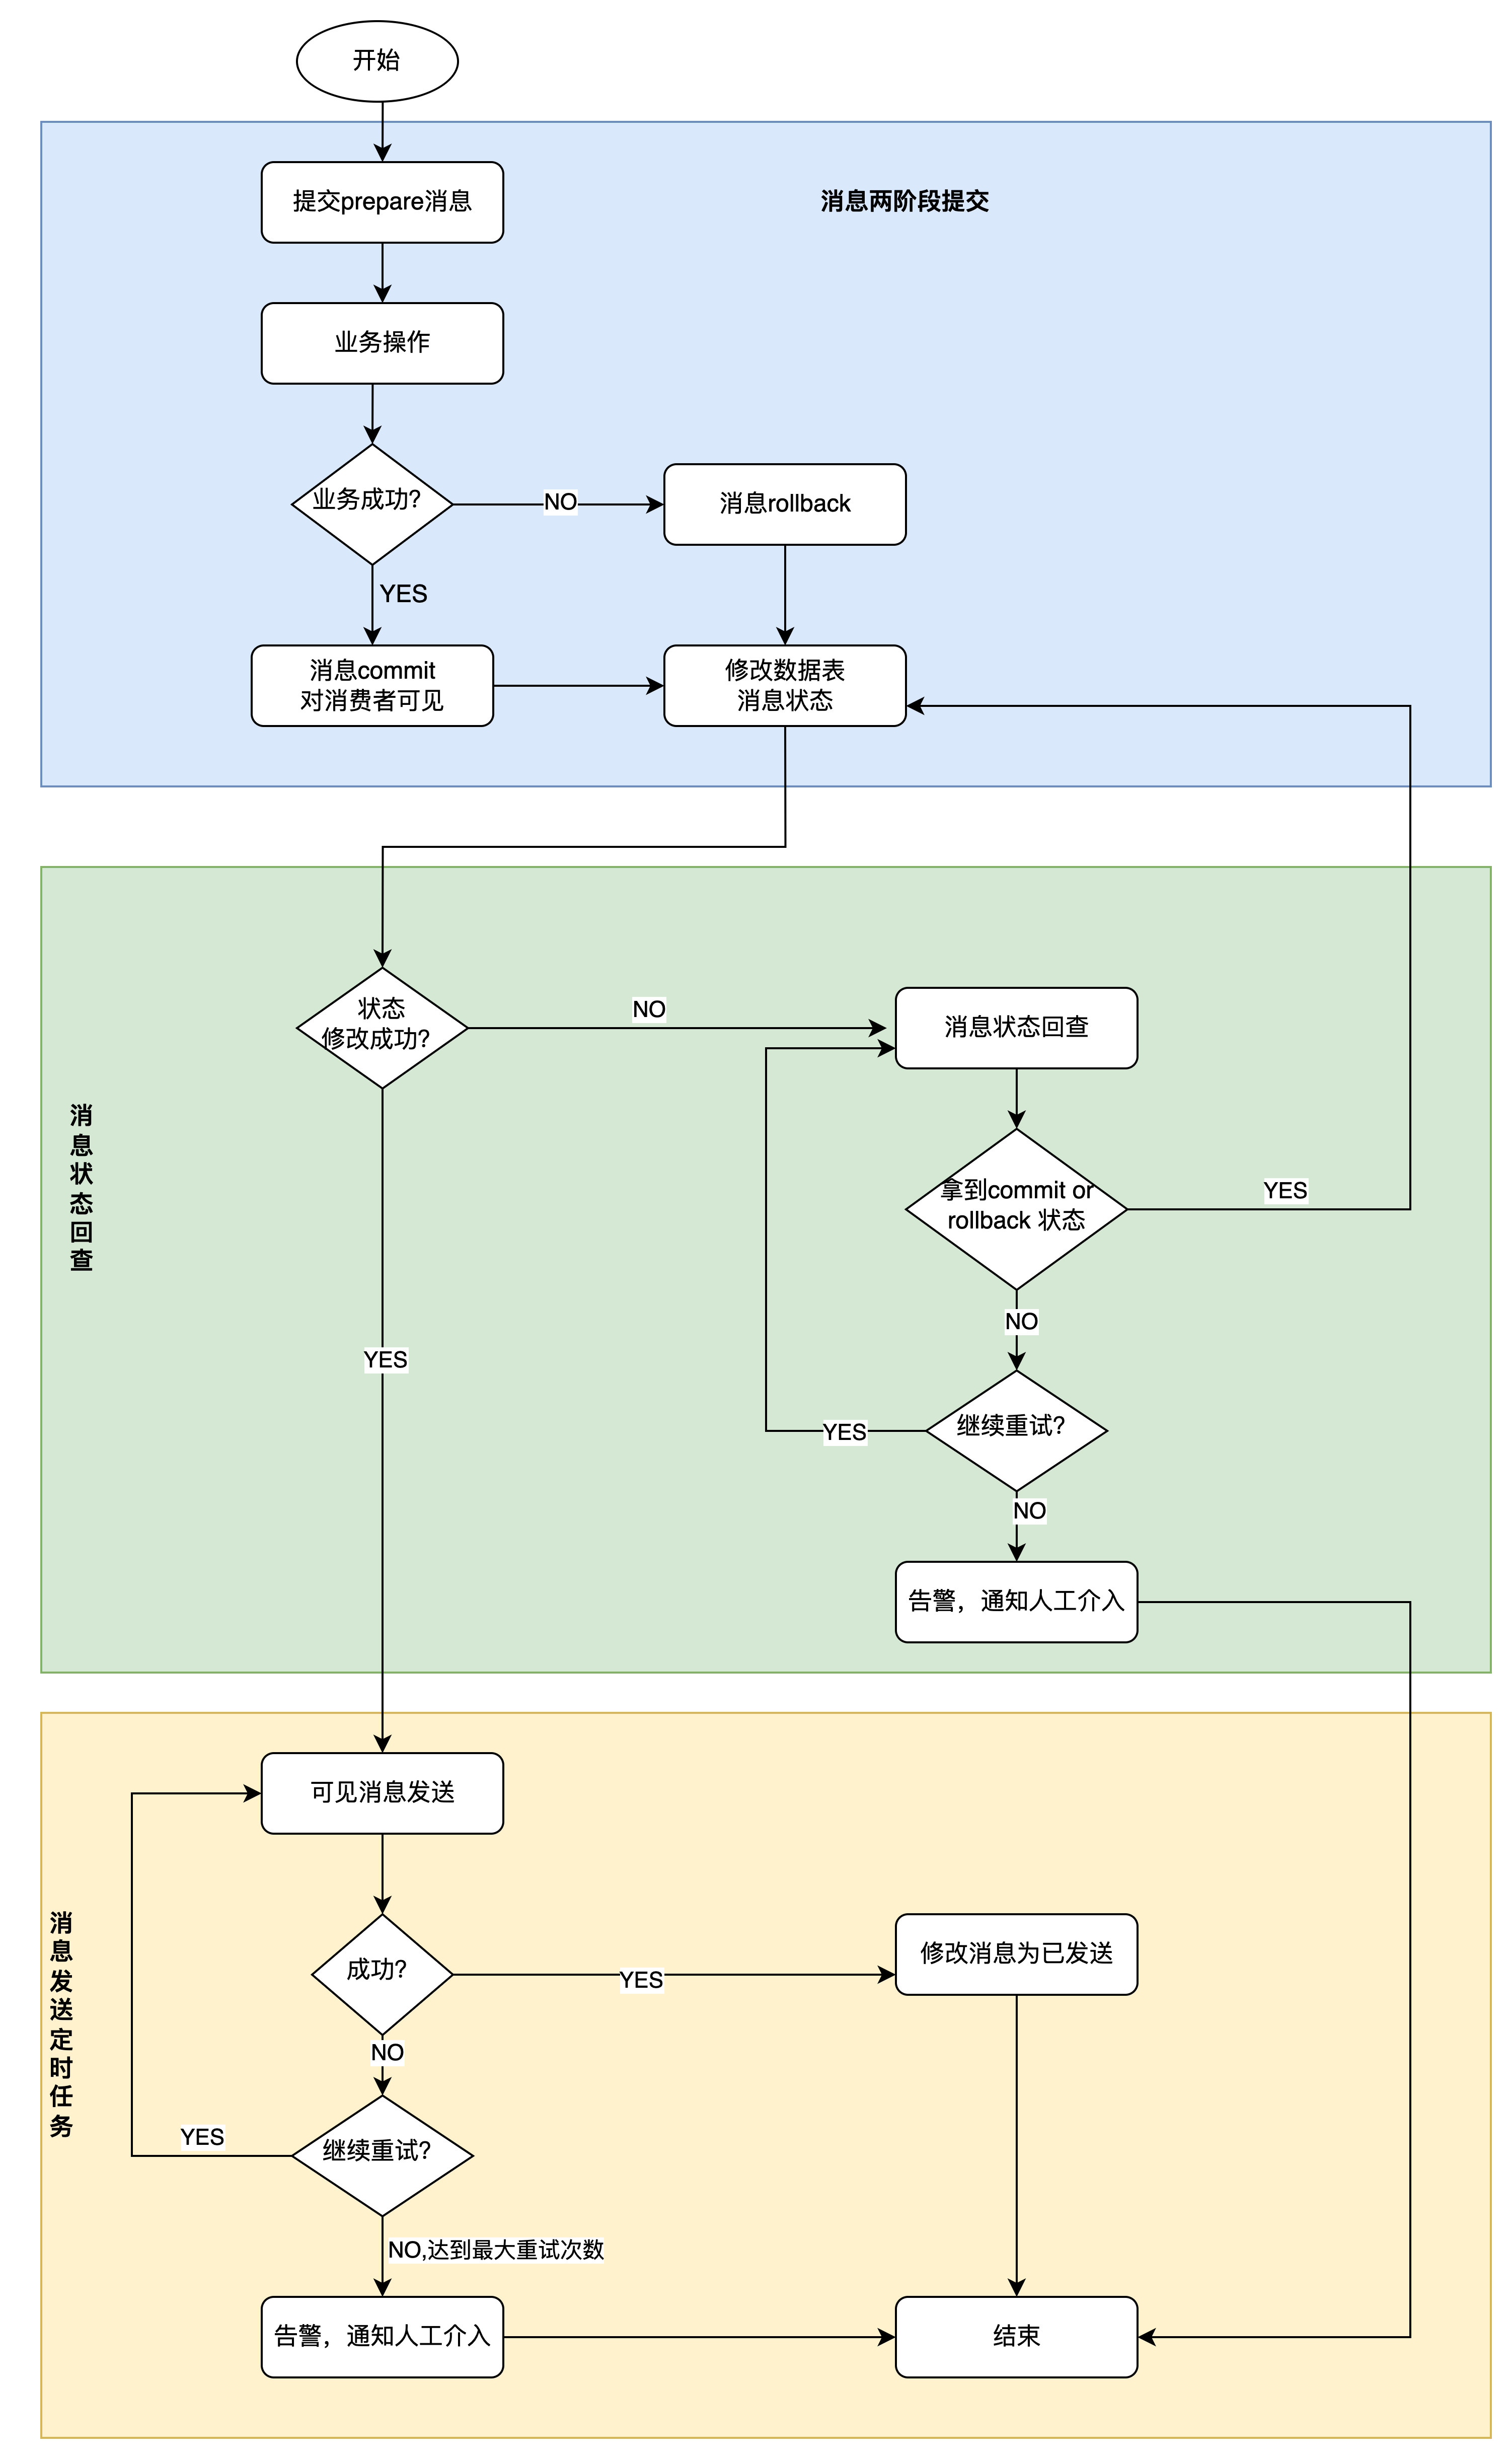 开始
提交prepare消息
消息两阶段提交
业务操作
业务成功?
NO
消息rollback
YES
消息commit
对消费者可见
修改数据表
消息状态
状态
修改成功?
NO
消息状态回查
消
息
状
态
回
查
拿到commit or
rollback 状态
YES
NO
YES
继续重试?
YES
NO
告警，通知人工介入
可见消息发送
消
息
发
送
定
时
任
务
成功?
YES
修改消息为已发送
NO
YES
继续重试?
NO,达到最大重试次数
告警，通知人工介入
结束